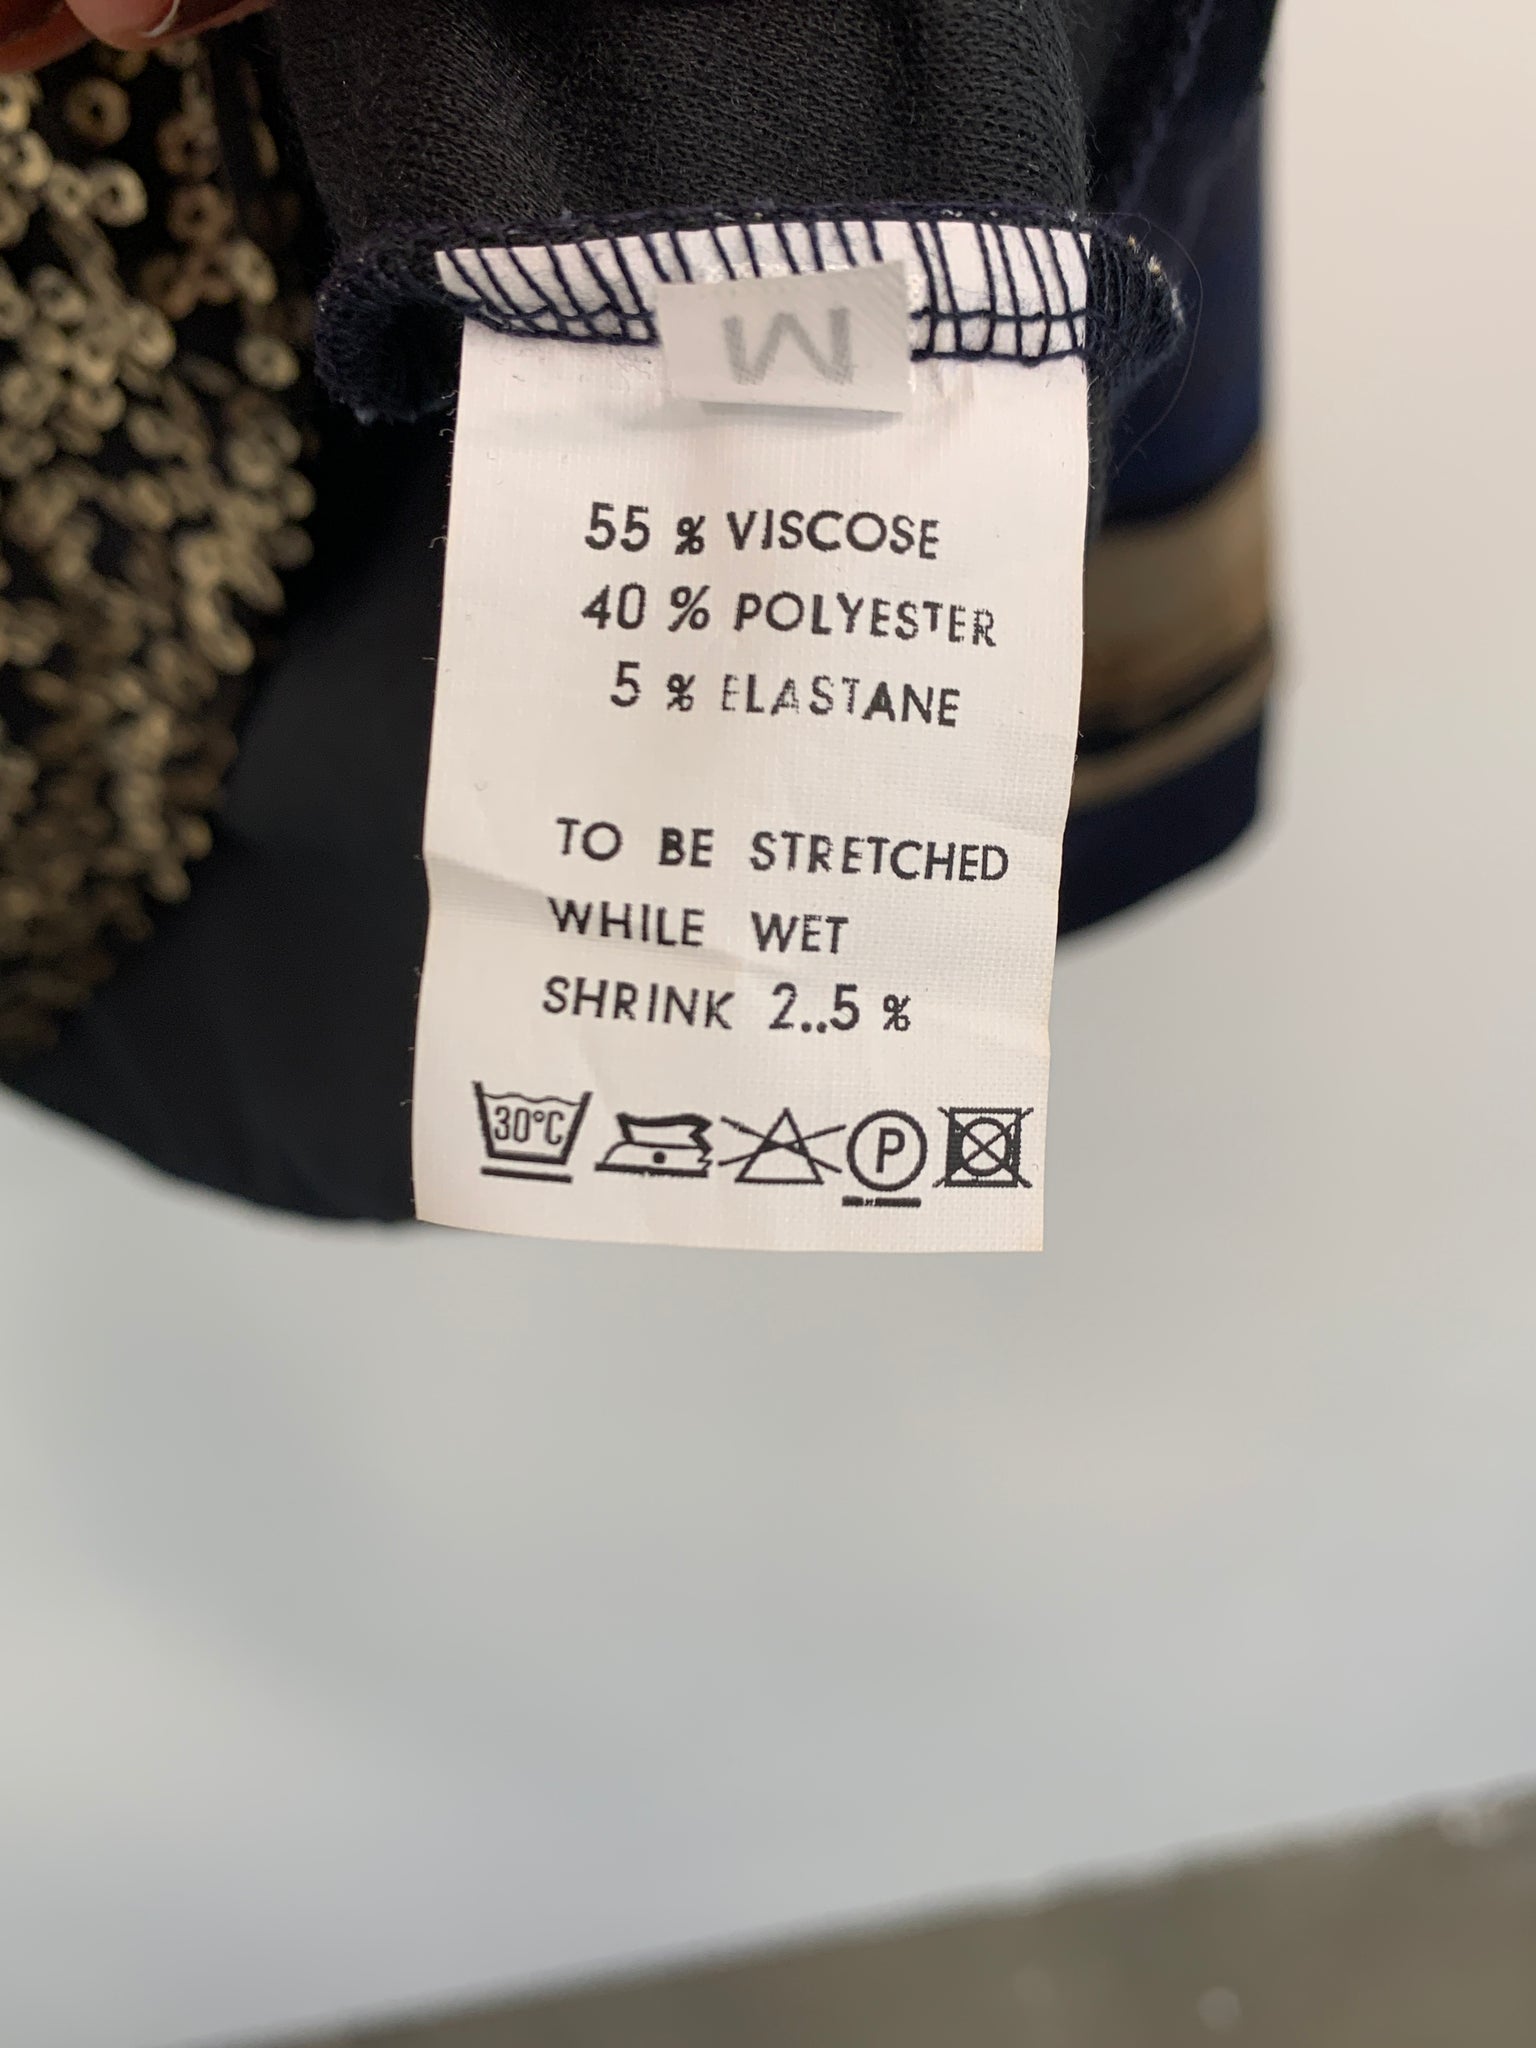 M
55 % VISCOSE
40 % POLYESTER
5 % ELASTANE
TO BE STRETCHED
WHILE WET
SHRINK 2..5 %
30°C
P